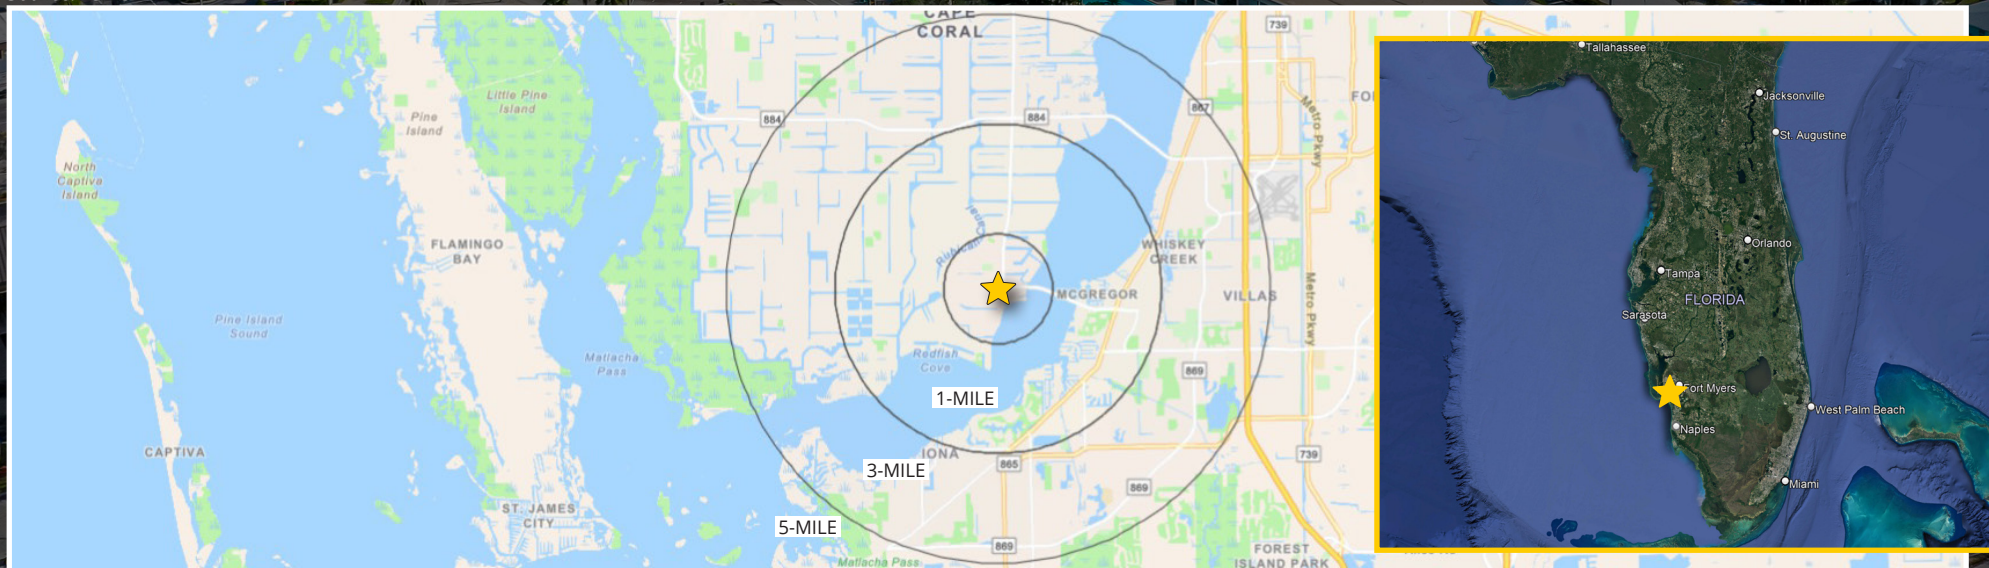 CAPE
CORAL
739
Little Pine
Island
Pine
Island
884
884
867
Metro Pkwy
North
Captiva
Island
FLAMINGO
BAY
WHISKEY
CREEK
MCGREGOR
VILLAS
Metro Pkwy
Pine Island
Sound
Matlacha
Pass
Redfish
Cove
869
1-MILE
CAPTIVA
IONA
865
739
3-MILE
869
ST. JAMES
CITY
5-MILE
869
FOREST
ISLAND PARK
Matlacha Pass
Tallahassee
Jacksonville
St. Augustine
Orlando
Tampa
FLORIDA
Sarasota
Fort Myers
West Palm Beach
Naples
Miami